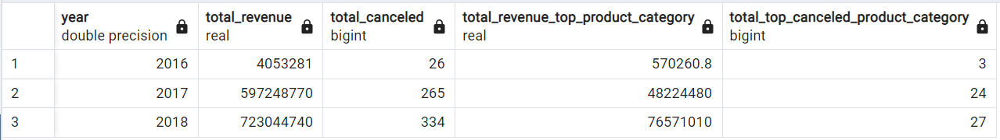 year total_revenue total_canceled total_revenue_top_product_category total_top_canceled_product_category
double precision real bigint real bigint
1 2016 4053281 26 570260.8 3
2 2017 597248770 265 48224480 24
3 2018 723044740 334 76571010 27